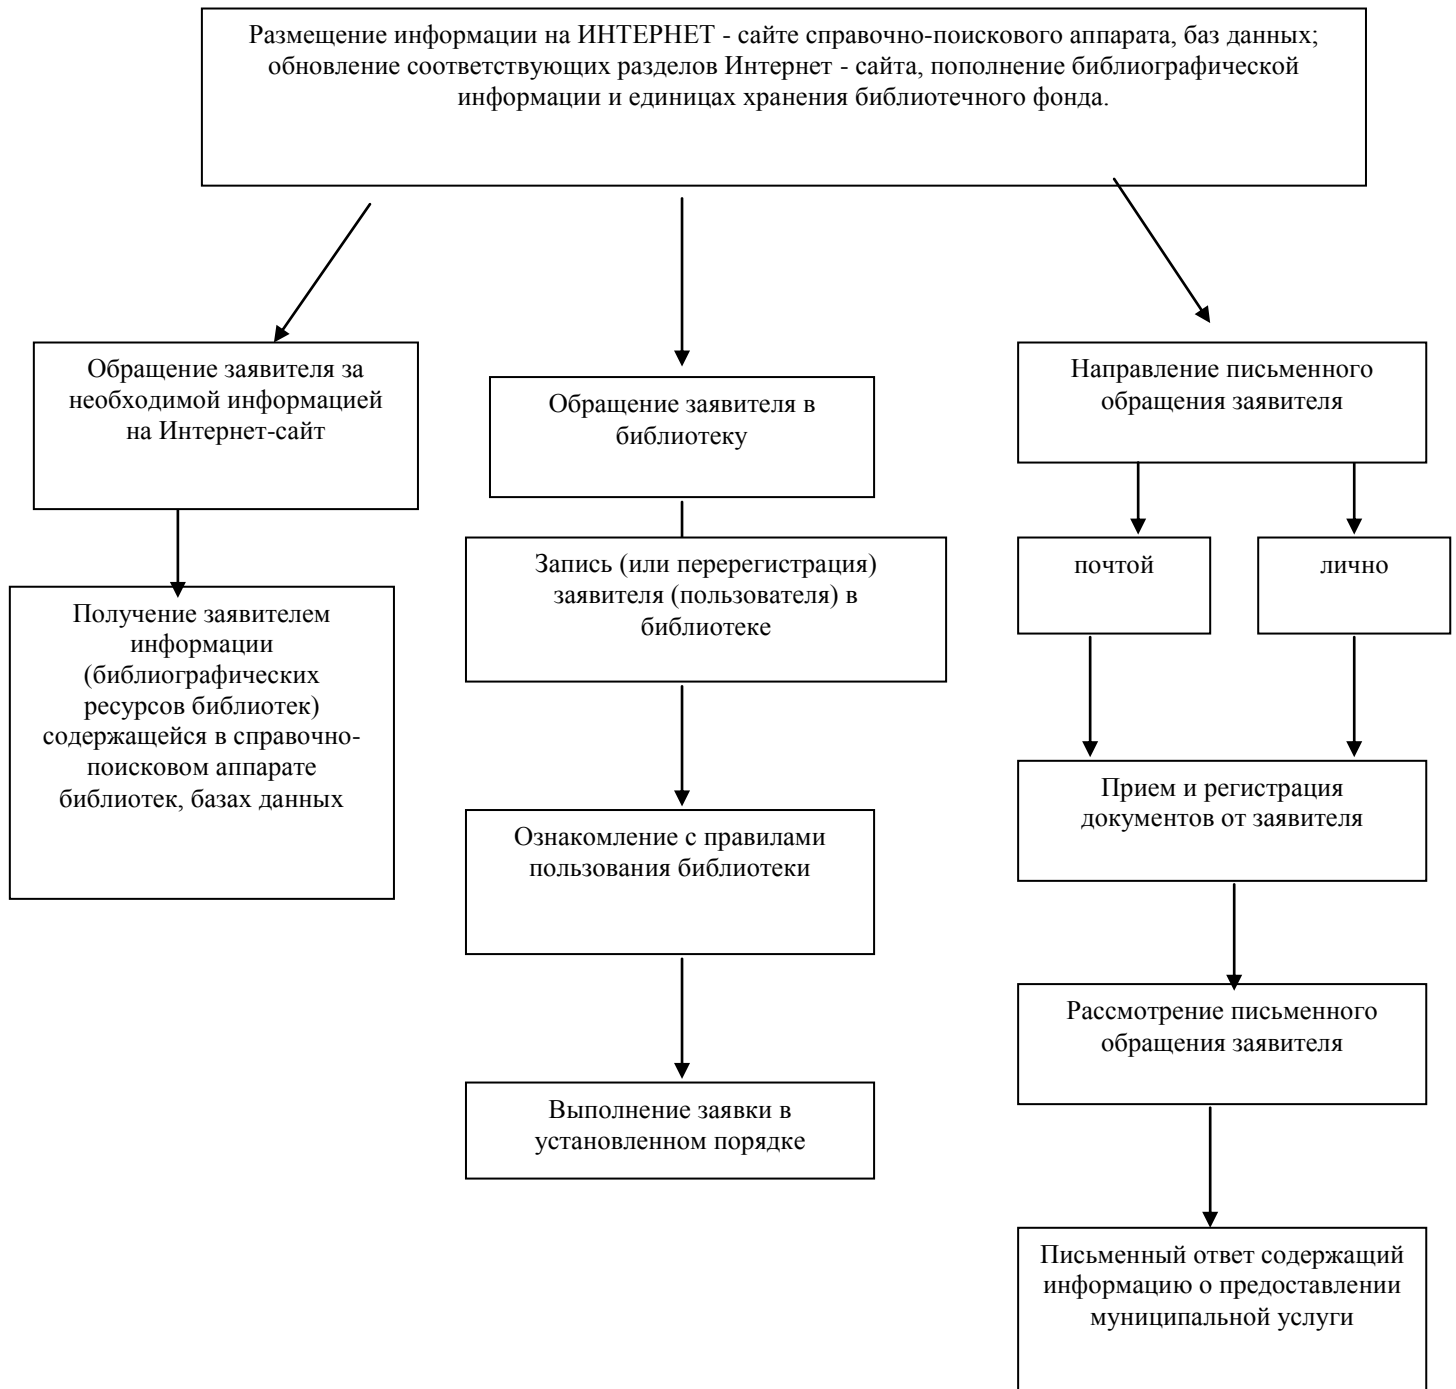 Размещение информации на ИНТЕРНЕТ - сайте справочно-поискового аппарата, баз данных;
обновление соответствующих разделов Интернет - сайта, пополнение библиографической
информации и единицах хранения библиотечного фонда.
Обращение заявителя за
необходимой информацией
на Интернет-сайт
Обращение заявителя в
библиотеку
Направление письменного
обращения заявителя
Запись (или перерегистрация)
заявителя (пользователя) в
библиотеке
почтой
лично
Получение заявителем
информации
(библиографических
ресурсов библиотек)
содержащейся в справочно-
поисковом аппарате
библиотек, базах данных
Прием и регистрация
документов от заявителя
Ознакомление с правилами
пользования библиотеки
Рассмотрение письменного
обращения заявителя
Выполнение заявки в
установленном порядке
Письменный ответ содержащий
информацию о предоставлении
муниципальной услуги